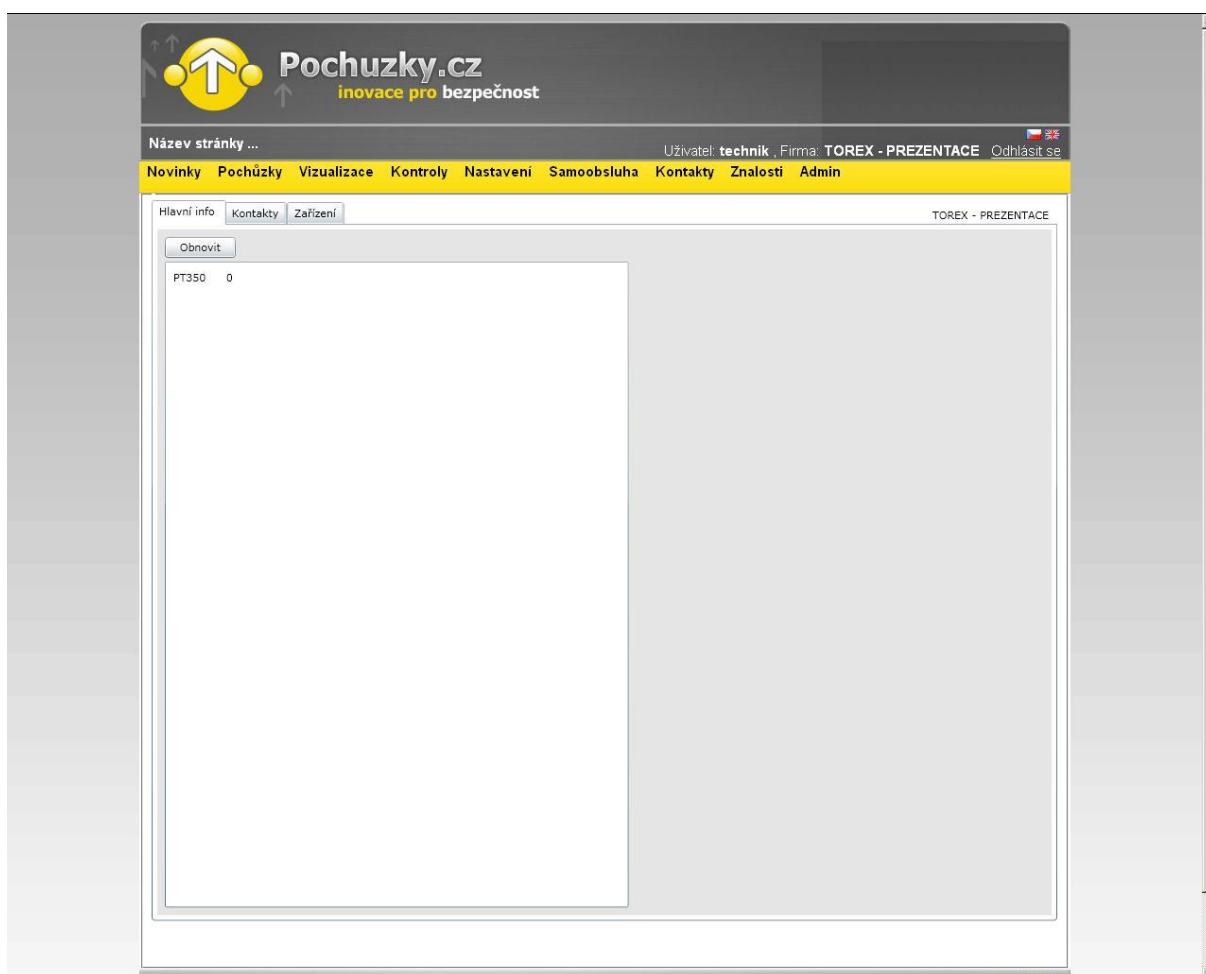 Pochuzky.cz
inovace pro bezpečnost
Název stránky ...
Uživatel: technik , Firma: TOREX - PREZENTACE Odhlásit se
Novinky Pochůzky Vizualizace Kontroly Nastavení Samoobsluha Kontakty Znalosti Admin
Hlavní info Kontakty Zařízení TOREX - PREZENTACE
Obnovit
PT350 0